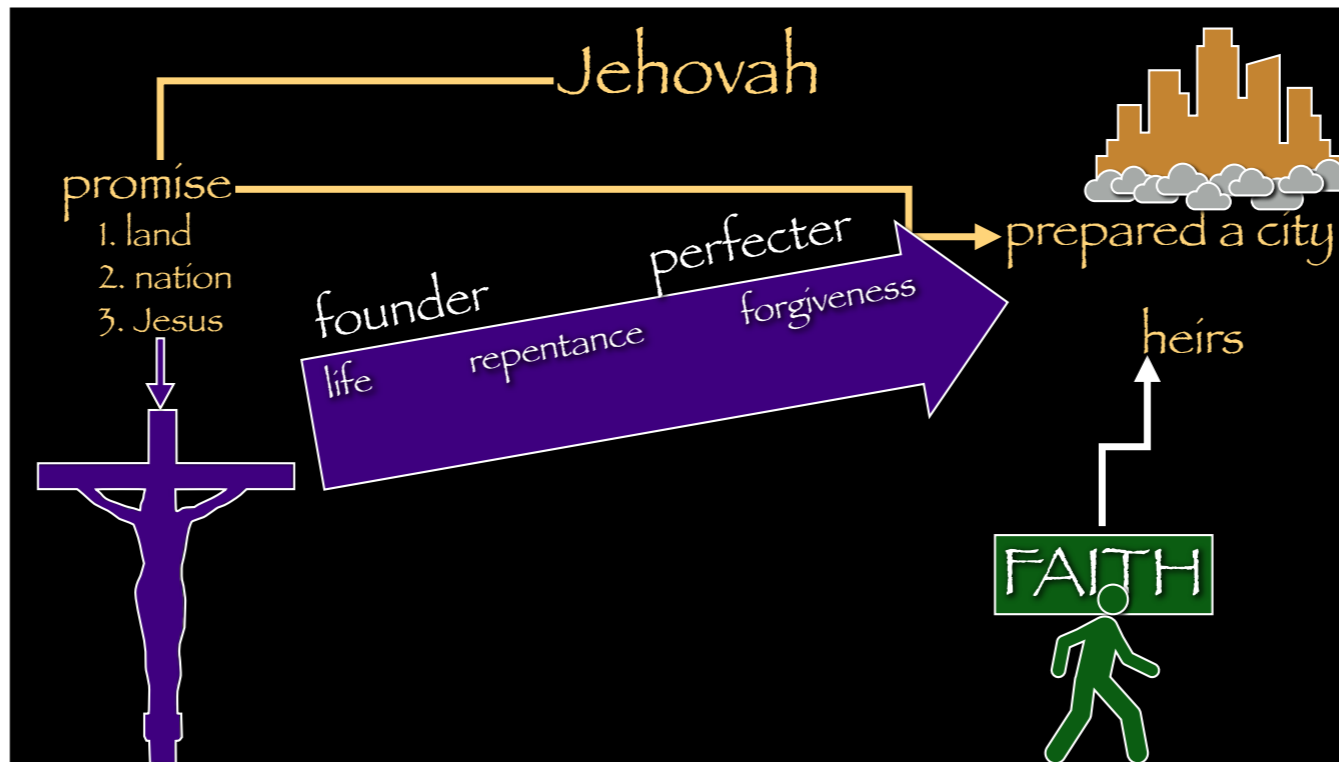 Jehovah
promise
1. land
2. nation
3. Jesus
founder
perfecter
life
repentance
forgiveness
prepared a city
heirs
FAITH